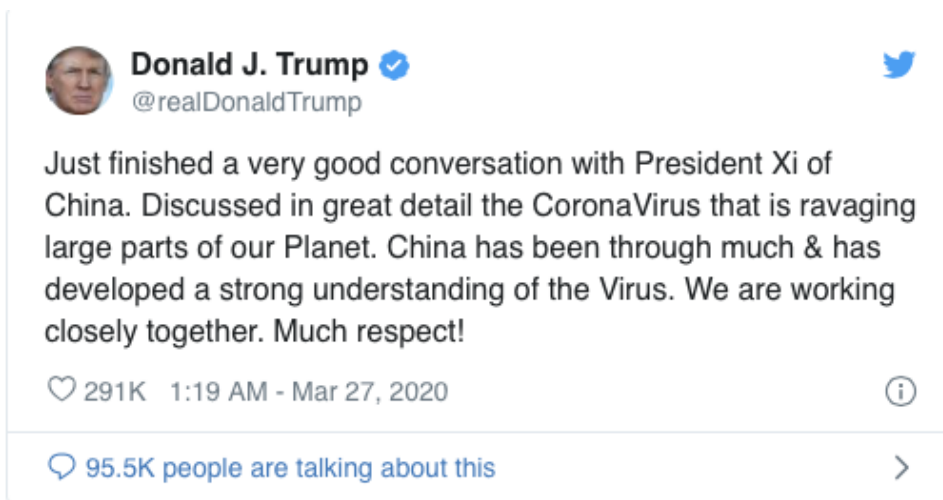 Donald J. Trump
@realDonaldTrump
Just finished a very good conversation with President Xi of
China. Discussed in great detail the CoronaVirus that is ravaging
large parts of our Planet. China has been through much & has
developed a strong understanding of the Virus. We are working
closely together. Much respect!
291K 1:19 AM - Mar 27, 2020
95.5K people are talking about this